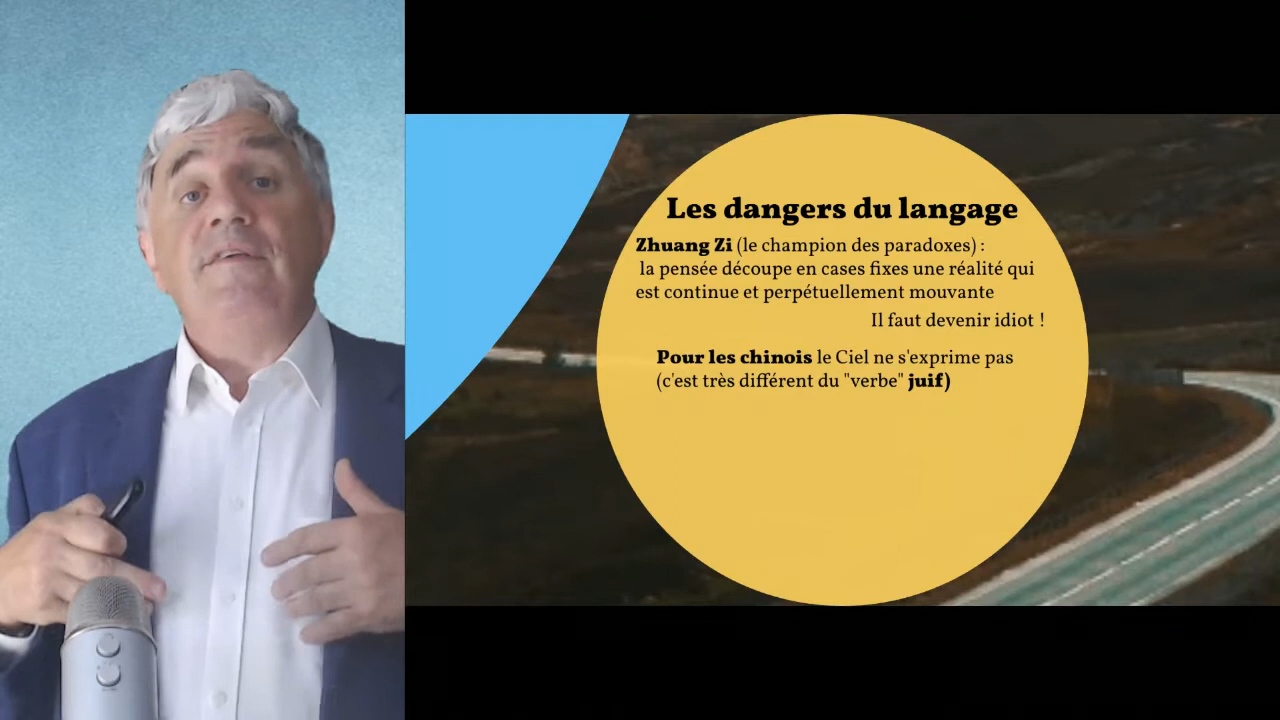 Les dangers du langage
Zhuang Zi (le champion des paradoxes) :
la pensée découpe en cases fixes une réalité qui
est continue et perpétuellement mouvante
Il faut devenir idiot !
Pour les chinois le Ciel ne s'exprime pas
(c'est très différent du "verbe" juif)